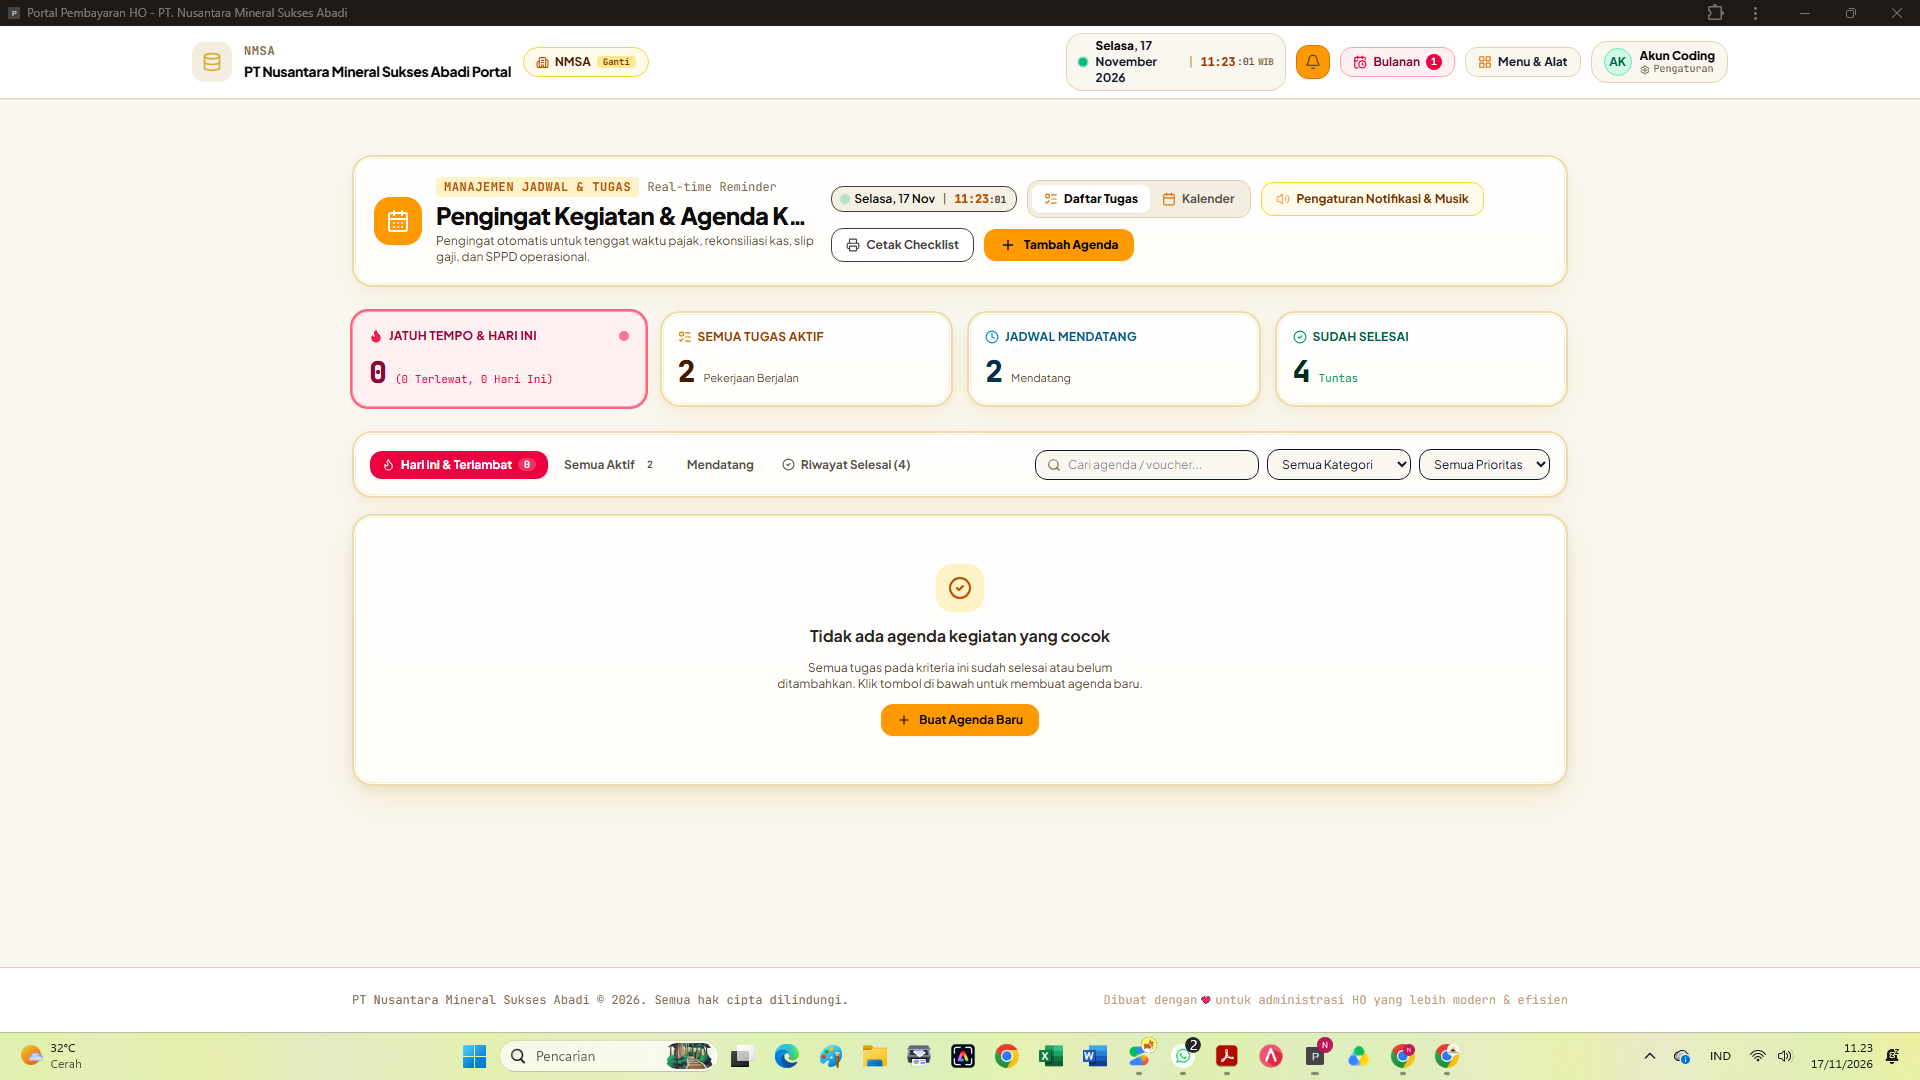 Portal Pembayaran HO - PT. Nusantara Mineral Sukses Abadi
NMSA
PT Nusantara Mineral Sukses Abadi Portal
NMSA Ganti
Selasa, 17 November 2026 | 11:23:01 WIB
Bulanan 1
Menu & Alat
AK
Akun Coding
Pengaturan
MANAJEMEN JADWAL & TUGAS Real-time Reminder
Pengingat Kegiatan & Agenda K...
Pengingat otomatis untuk tenggat waktu pajak, rekonsiliasi kas, slip
gaji, dan SPPD operasional.
Selasa, 17 Nov | 11:23:01
Daftar Tugas
Kalender
Pengaturan Notifikasi & Musik
Cetak Checklist
Tambah Agenda
JATUH TEMPO & HARI INI
0 (0 Terlewat, 0 Hari Ini)
SEMUA TUGAS AKTIF
2 Pekerjaan Berjalan
JADWAL MENDATANG
2 Mendatang
SUDAH SELESAI
4 Tuntas
Hari Ini & Terlambat 0
Semua Aktif 2
Mendatang
Riwayat Selesai (4)
Cari agenda / voucher...
Semua Kategori
Semua Prioritas
Tidak ada agenda kegiatan yang cocok
Semua tugas pada kriteria ini sudah selesai atau belum
ditambahkan. Klik tombol di bawah untuk membuat agenda baru.
Buat Agenda Baru
PT Nusantara Mineral Sukses Abadi © 2026. Semua hak cipta dilindungi.
Dibuat dengan untuk administrasi HO yang lebih modern & efisien
32°C
Cerah
Pencarian
2
N
IND
11.23
17/11/2026